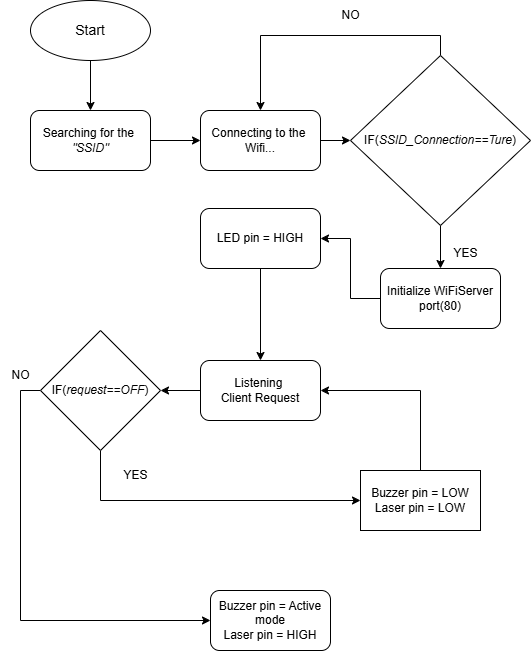 Start
NO
Searching for the
"SSID"
Connecting to the
Wifi...
IF(SSID_Connection==Ture)
YES
LED pin = HIGH
Initialize WiFiServer
port(80)
NO
IF(request==OFF)
Listening
Client Request
YES
Buzzer pin = LOW
Laser pin = LOW
Buzzer pin = Active
mode
Laser pin = HIGH